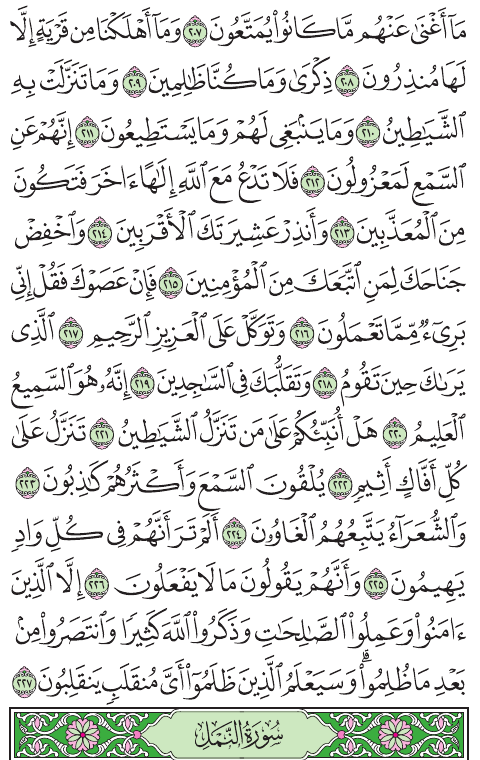 مَآ أَغْنَىٰ عَنْهُم مَّا كَانُوا۟ يُمَتَّعُونَ ٢٠٧ وَمَآ أَهْلَكْنَا مِن قَرْيَةٍ إِلَّا
لَهَا مُنذِرُونَ ٢٠٨ ذِكْرَىٰ وَمَا كُنَّا ظَٰلِمِينَ ٢٠٩ وَمَا تَنَزَّلَتْ بِهِ
ٱلشَّيَٰطِينُ ٢١٠ وَمَا يَنۢبَغِى لَهُمْ وَمَا يَسْتَطِيعُونَ ٢١١ إِنَّهُمْ عَنِ
ٱلسَّمْعِ لَمَعْزُولُونَ ٢١٢ فَلَا تَدْعُ مَعَ ٱللَّهِ إِلَٰهًا ءَاخَرَ فَتَكُونَ
مِنَ ٱلْمُعَذَّبِينَ ٢١٣ وَأَنذِرْ عَشِيرَتَكَ ٱلْأَقْرَبِينَ ٢١٤ وَٱخْفِضْ
جَنَاحَكَ لِمَنِ ٱتَّبَعَكَ مِنَ ٱلْمُؤْمِنِينَ ٢١٥ فَإِنْ عَصَوْكَ فَقُلْ إِنِّى
بَرِىٓءٌ مِّمَّا تَعْمَلُونَ ٢١٦ وَتَوَكَّلْ عَلَى ٱلْعَزِيزِ ٱلرَّحِيمِ ٢١٧ ٱلَّذِى
يَرَىٰكَ حِينَ تَقُومُ ٢١٨ وَتَقَلُّبَكَ فِى ٱلسَّٰجِدِينَ ٢١٩ إِنَّهُۥ هُوَ ٱلسَّمِيعُ
ٱلْعَلِيمُ ٢٢٠ هَلْ أُنَبِّئُكُمْ عَلَىٰ مَن تَنَزَّلُ ٱلشَّيَٰطِينُ ٢٢١ تَنَزَّلُ عَلَىٰ
كُلِّ أَفَّاكٍ أَثِيمٍ ٢٢٢ يُلْقُونَ ٱلسَّمْعَ وَأَكْثَرُهُمْ كَٰذِبُونَ ٢٢٣
وَٱلشُّعَرَآءُ يَتَّبِعُهُمُ ٱلْغَاوُۥنَ ٢٢٤ أَلَمْ تَرَ أَنَّهُمْ فِى كُلِّ وَادٍ
يَهِيمُونَ ٢٢٥ وَأَنَّهُمْ يَقُولُونَ مَا لَا يَفْعَلُونَ ٢٢٦ إِلَّا ٱلَّذِينَ
ءَامَنُوا۟ وَعَمِلُوا۟ ٱلصَّٰلِحَٰتِ وَذَكَرُوا۟ ٱللَّهَ كَثِيرًا وَٱنتَصَرُوا۟ مِنۢ
بَعْدِ مَا ظُلِمُوا۟ ۗ وَسَيَعْلَمُ ٱلَّذِينَ ظَلَمُوٓا۟ أَىَّ مُنقَلَبٍ يَنقَلِبُونَ ٢٢٧
سُورَةُ النَّمْلِ